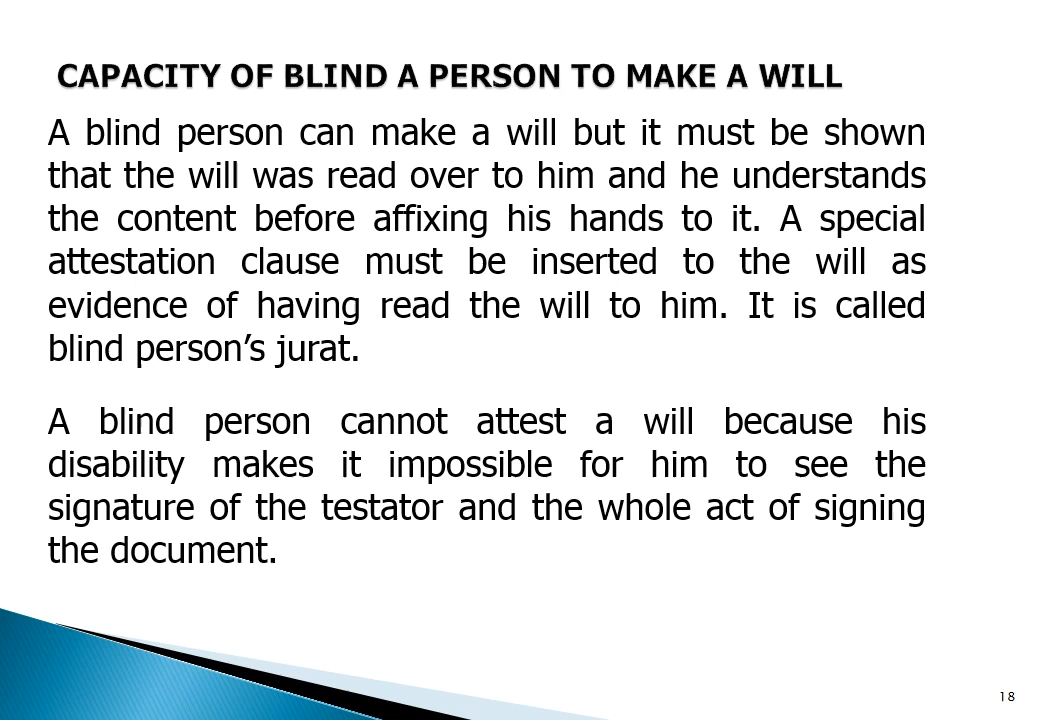 CAPACITY OF BLIND A PERSON TO MAKE A WILL
A blind person can make a will but it must be shown
that the will was read over to him and he understands
the content before affixing his hands to it. A special
attestation clause must be inserted to the will as
evidence of having read the will to him. It is called
blind person’s jurat.
A blind person cannot attest a will because his
disability makes it impossible for him to see the
signature of the testator and the whole act of signing
the document.
18